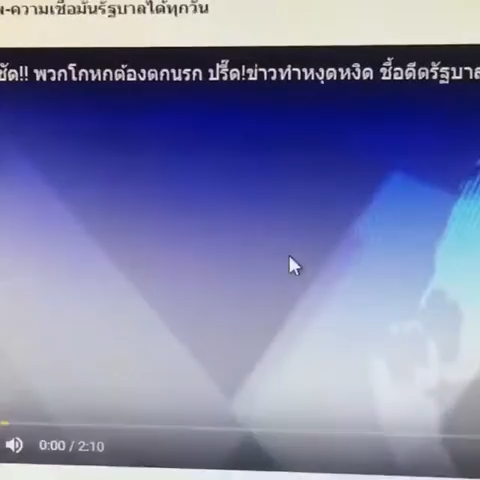 -ความเชื่อมั่นรัฐบาลได้ทุกวัน
ชัด!! พวกโกหกต้องตกนรก ปรี๊ด!ข่าวทำหงุดหงิด ชี้อดีตรัฐบาล
0:00 / 2:10